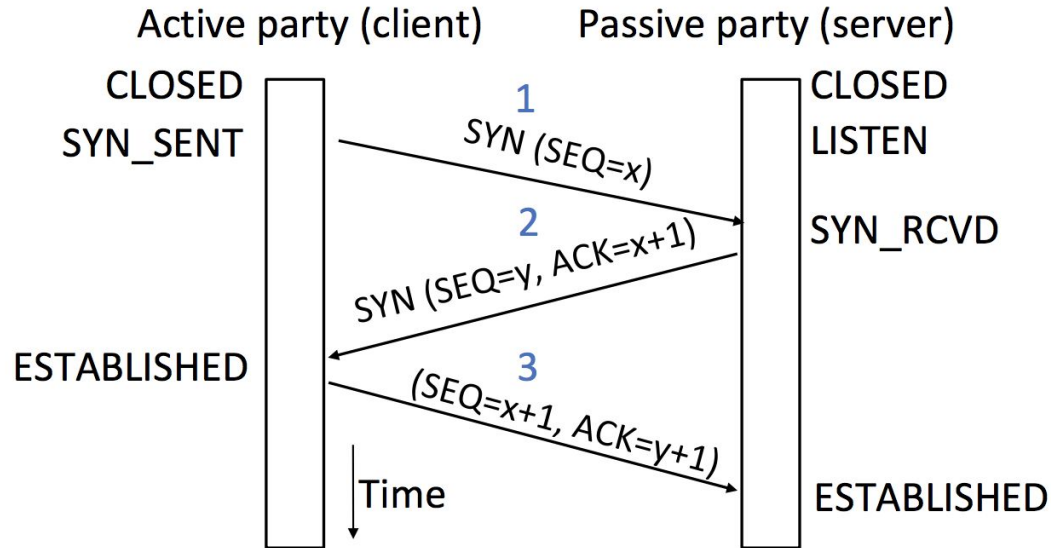 Active party (client)
Passive party (server)
CLOSED
CLOSED
1
SYN_SENT
SYN (SEQ=x)
LISTEN
2
SYN_RCVD
SYN (SEQ=y, ACK=x+1)
ESTABLISHED
3
(SEQ=x+1, ACK=y+1)
Time
ESTABLISHED